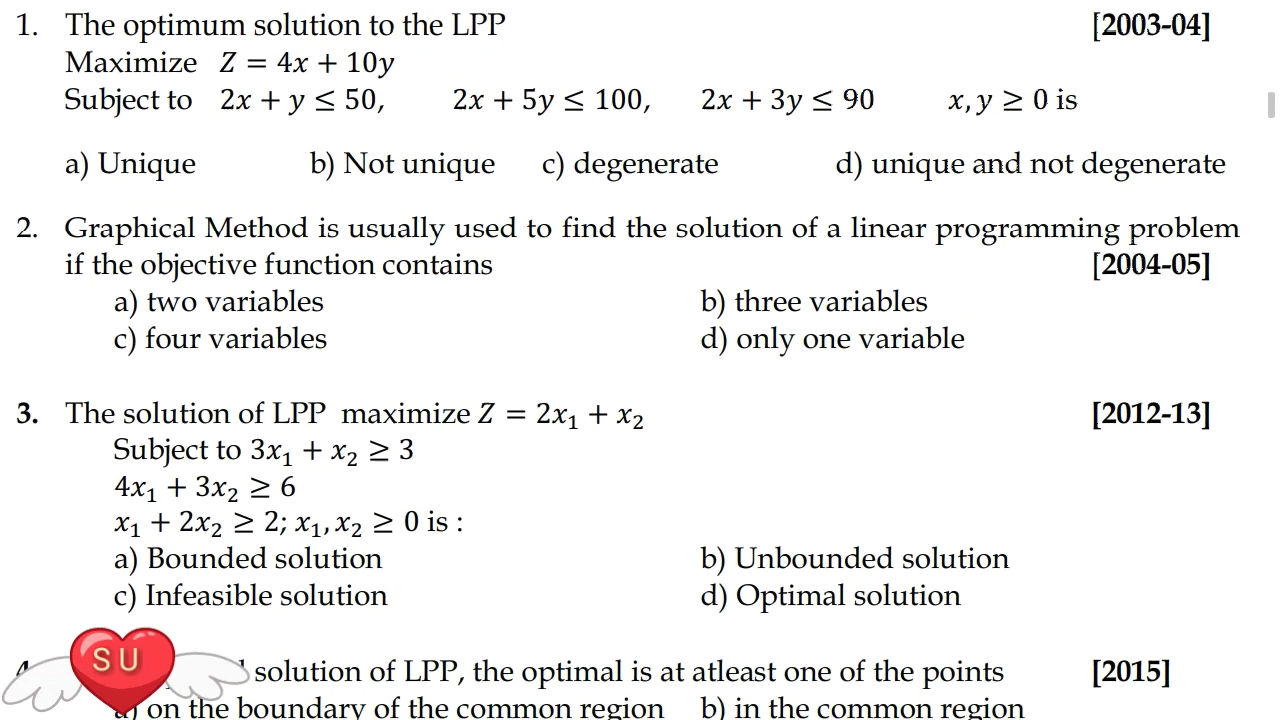 1. The optimum solution to the LPP [2003-04]
Maximize Z = 4x + 10y
Subject to 2x + y ≤ 50, 2x + 5y ≤ 100, 2x + 3y ≤ 90 x, y ≥ 0 is
a) Unique b) Not unique c) degenerate d) unique and not degenerate
2. Graphical Method is usually used to find the solution of a linear programming problem
if the objective function contains [2004-05]
a) two variables b) three variables
c) four variables d) only one variable
3. The solution of LPP maximize Z = 2x₁ + x₂ [2012-13]
Subject to 3x₁ + x₂ ≥ 3
4x₁ + 3x₂ ≥ 6
x₁ + 2x₂ ≥ 2; x₁, x₂ ≥ 0 is :
a) Bounded solution b) Unbounded solution
c) Infeasible solution d) Optimal solution
SU
solution of LPP, the optimal is at atleast one of the points [2015]
a) on the boundary of the common region b) in the common region